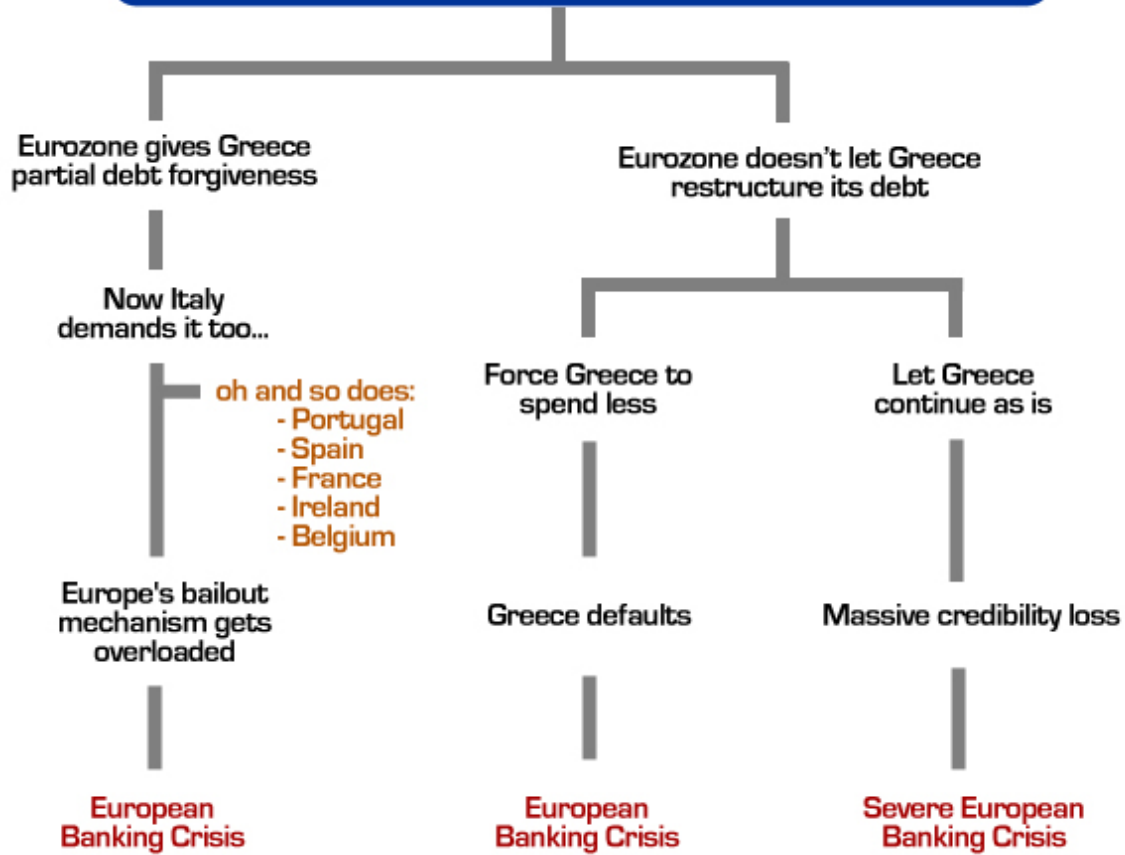 Eurozone gives Greece
partial debt forgiveness
Eurozone doesn't let Greece
restructure its debt
Now Italy
demands it too...
oh and so does:
- Portugal
- Spain
- France
- Ireland
- Belgium
Force Greece to
spend less
Let Greece
continue as is
Europe's bailout
mechanism gets
overloaded
Greece defaults
Massive credibility loss
European
Banking Crisis
European
Banking Crisis
Severe European
Banking Crisis